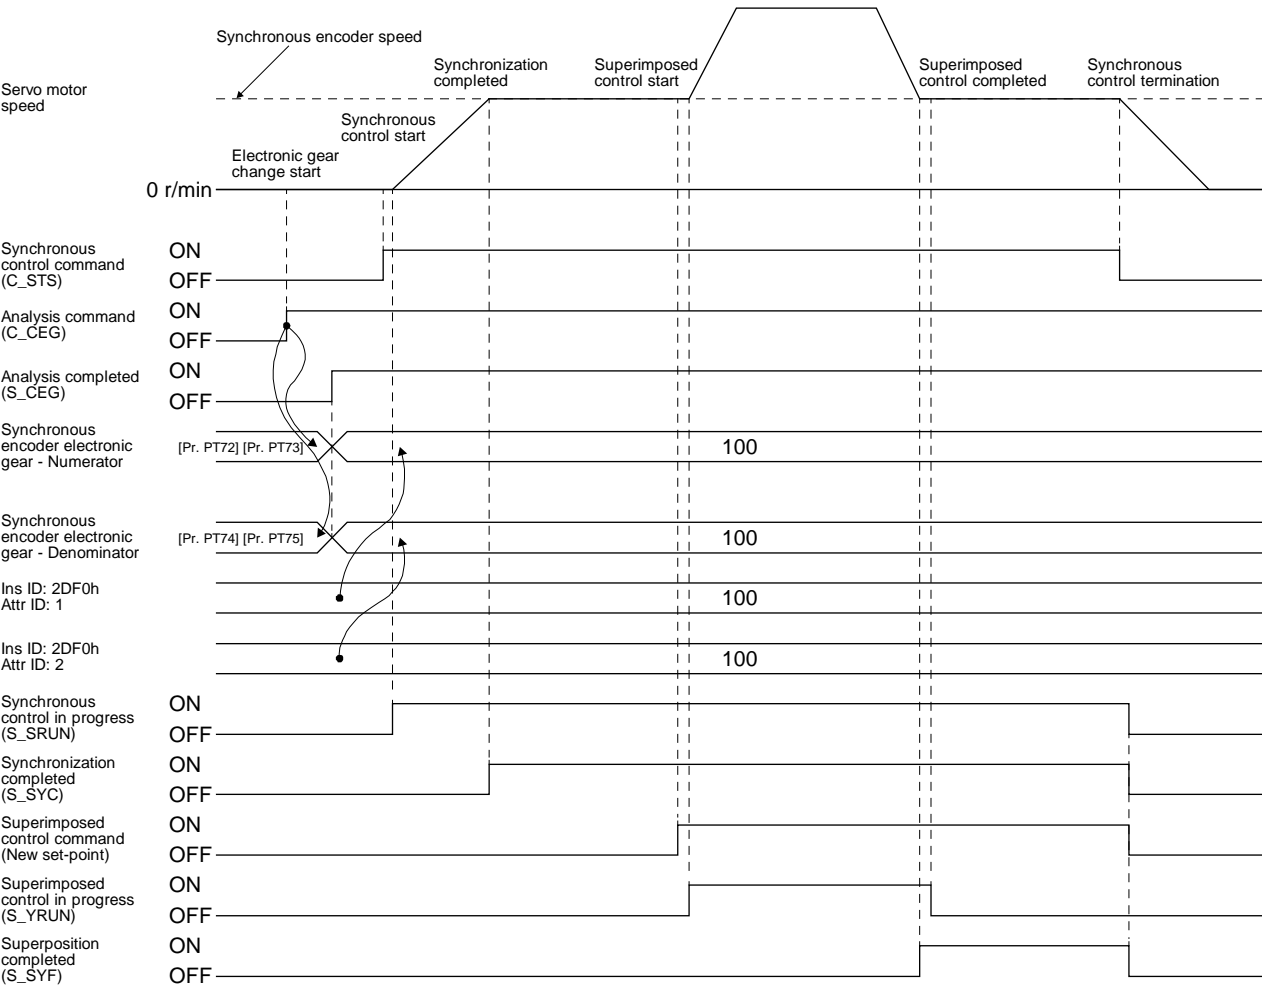 Synchronous encoder speed
Synchronization
completed
Superimposed
control start
Superimposed
control completed
Synchronous
control termination
Servo motor
speed
Synchronous
control start
Electronic gear
change start
0 r/min
Synchronous
control command
(C_STS)
ON
OFF
Analysis command
(C_CEG)
ON
OFF
Analysis completed
(S_CEG)
ON
OFF
Synchronous
encoder electronic
gear - Numerator
[Pr. PT72] [Pr. PT73]
100
Synchronous
encoder electronic
gear - Denominator
[Pr. PT74] [Pr. PT75]
100
Ins ID: 2DF0h
Attr ID: 1
100
Ins ID: 2DF0h
Attr ID: 2
100
Synchronous
control in progress
(S_SRUN)
ON
OFF
Synchronization
completed
(S_SYC)
ON
OFF
Superimposed
control command
(New set-point)
ON
OFF
Superimposed
control in progress
(S_YRUN)
ON
OFF
Superposition
completed
(S_SYF)
ON
OFF